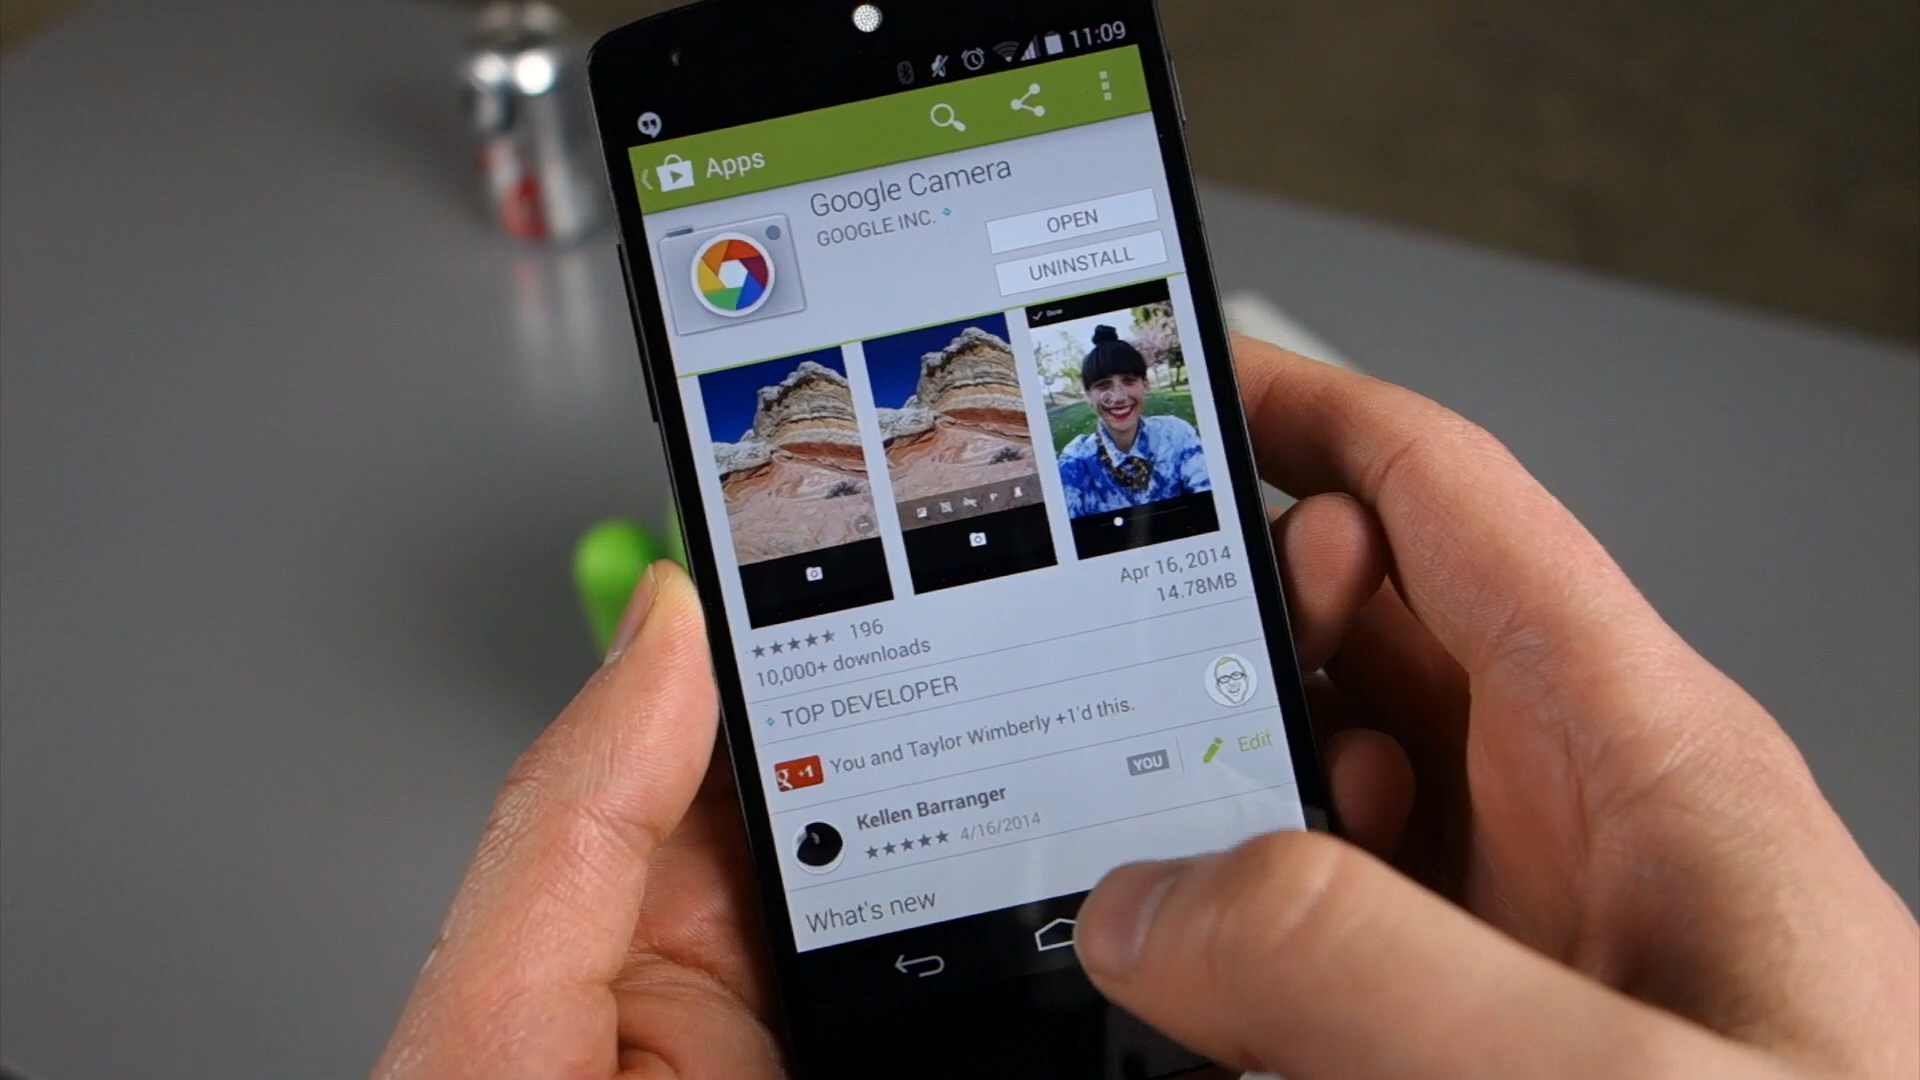 11:09
Apps
Google Camera
GOOGLE INC.
OPEN
UNINSTALL
Done
Apr 16, 2014
14.78MB
196
10,000+ downloads
TOP DEVELOPER
g +1 You and Taylor Wimberly +1'd this.
Kellen Barranger
4/16/2014
YOU
Edit
What's new